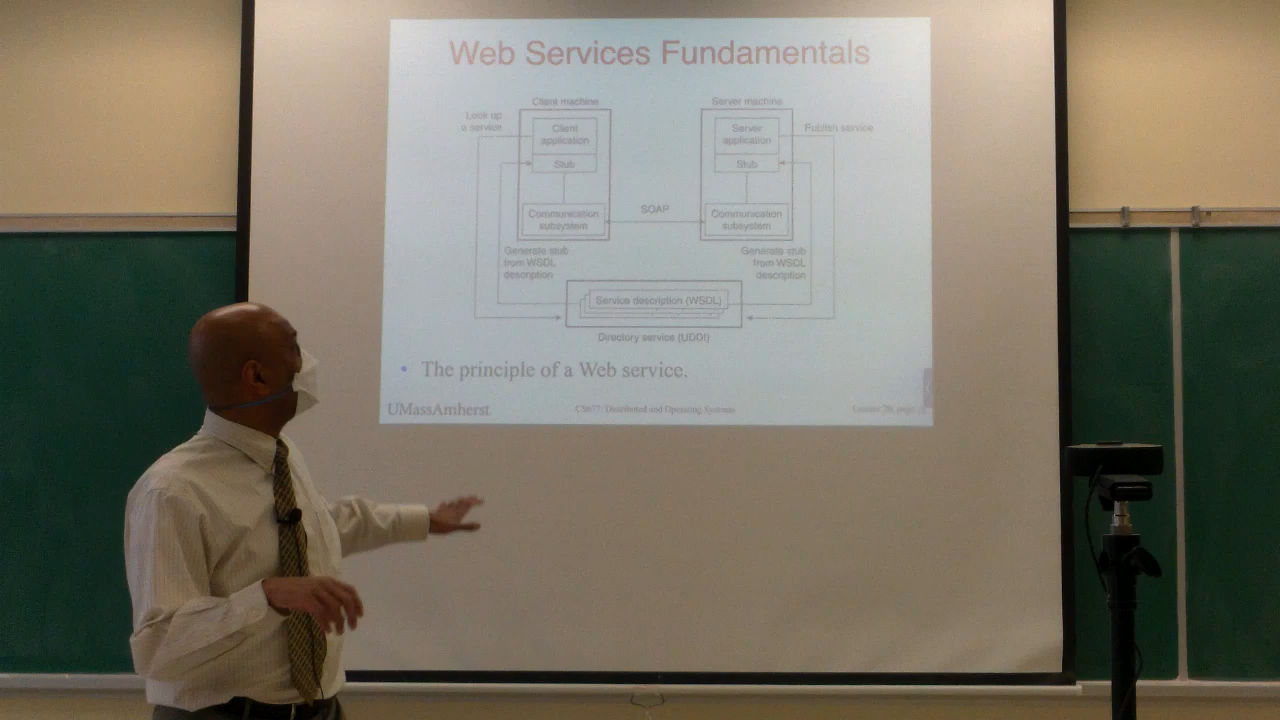 Web Services Fundamentals
Client machine
Server machine
Look up
a service
Client
application
Server
application
Publish service
Stub
Stub
SOAP
Communication
subsystem
Communication
subsystem
Generate stub
from WSDL
description
Generate stub
from WSDL
description
Service description (WSDL)
Directory service (UDDI)
• The principle of a Web service.
UMassAmherst
CS677: Distributed and Operating Systems
page